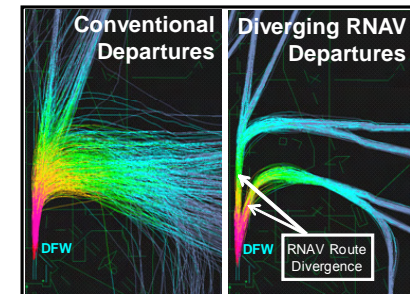 Conventional
Departures
Diverging RNAV
Departures
DFW
DFW
RNAV Route
Divergence